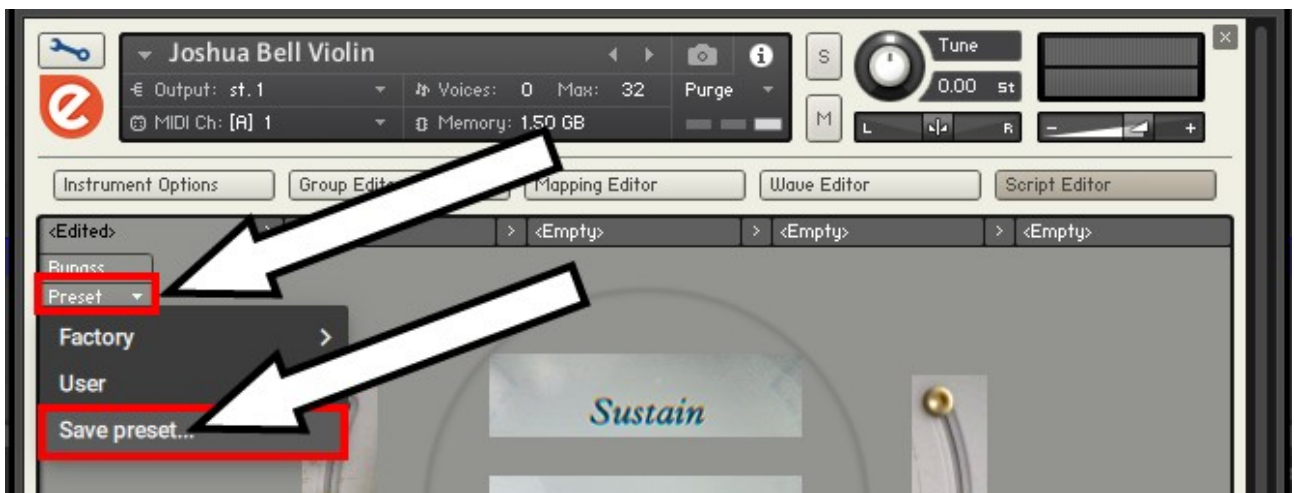 Joshua Bell Violin
Output: st.1
Voices: 0 Max: 32
Purge
MIDI Ch: [A] 1
Memory: 1.50 GB
S
M
Tune
0.00 st
L R
- +
Instrument Options
Group Edito
Mapping Editor
Wave Editor
Script Editor
<Edited>
<Empty>
<Empty>
<Empty>
Bypass
Preset
Factory
User
Save preset...
Sustain